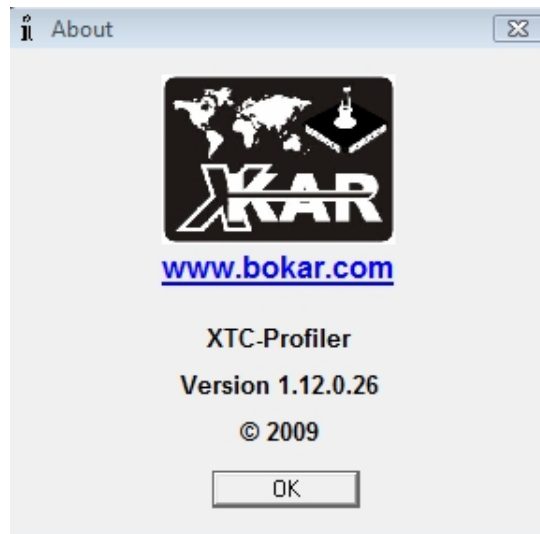 About
XKAR
www.bokar.com
XTC-Profiler
Version 1.12.0.26
© 2009
OK